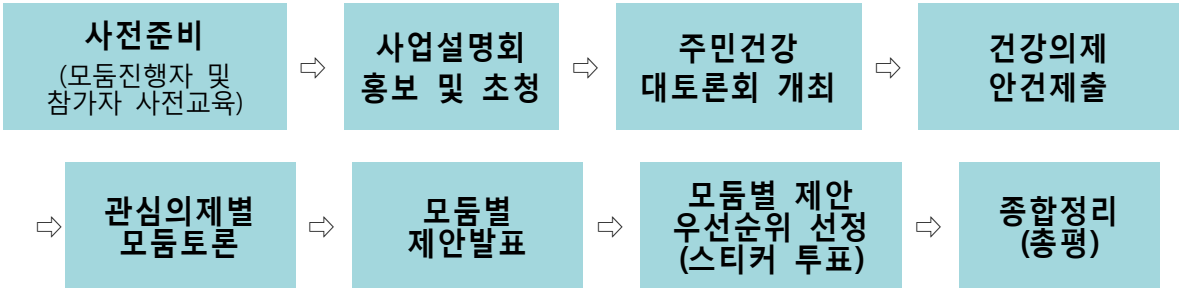 사전준비
(모둠진행자 및
참가자 사전교육)
⇨
사업설명회
홍보 및 초청
⇨
주민건강
대토론회 개최
⇨
건강의제
안건제출
⇨
관심의제별
모둠토론
⇨
모둠별
제안발표
⇨
모둠별 제안
우선순위 선정
(스티커 투표)
⇨
종합정리
(총평)